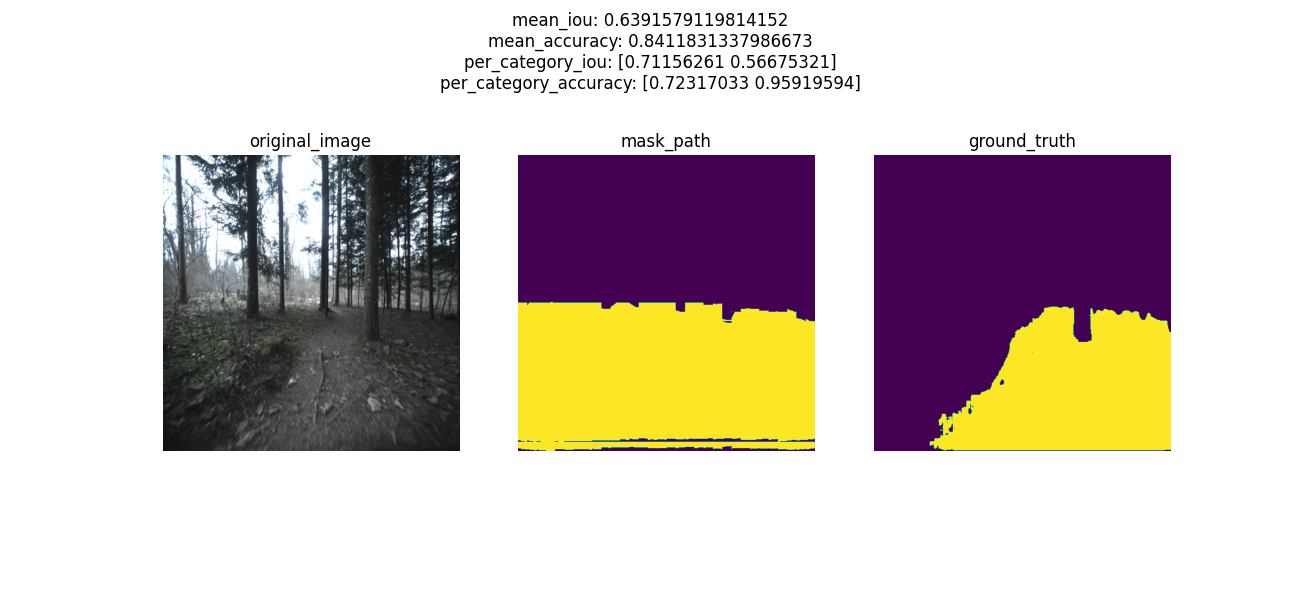 mean_iou: 0.6391579119814152
mean_accuracy: 0.8411831337986673
per_category_iou: [0.71156261 0.56675321]
per_category_accuracy: [0.72317033 0.95919594]
original_image
mask_path
ground_truth